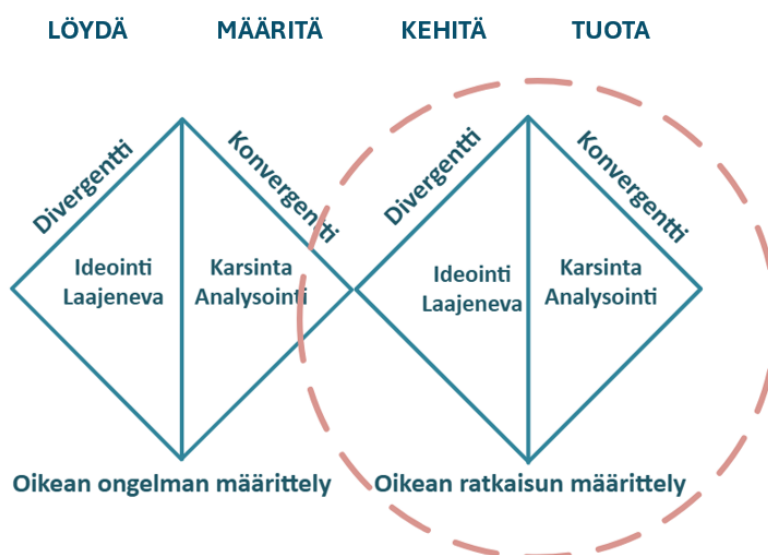 LÖYDÄ MÄÄRITÄ KEHITÄ TUOTA
Divergentti
Konvergentti
Divergentti
Konvergentti
Ideointi
Laajeneva
Karsinta
Analysointi
Ideointi
Laajeneva
Karsinta
Analysointi
Oikean ongelman määrittely
Oikean ratkaisun määrittely